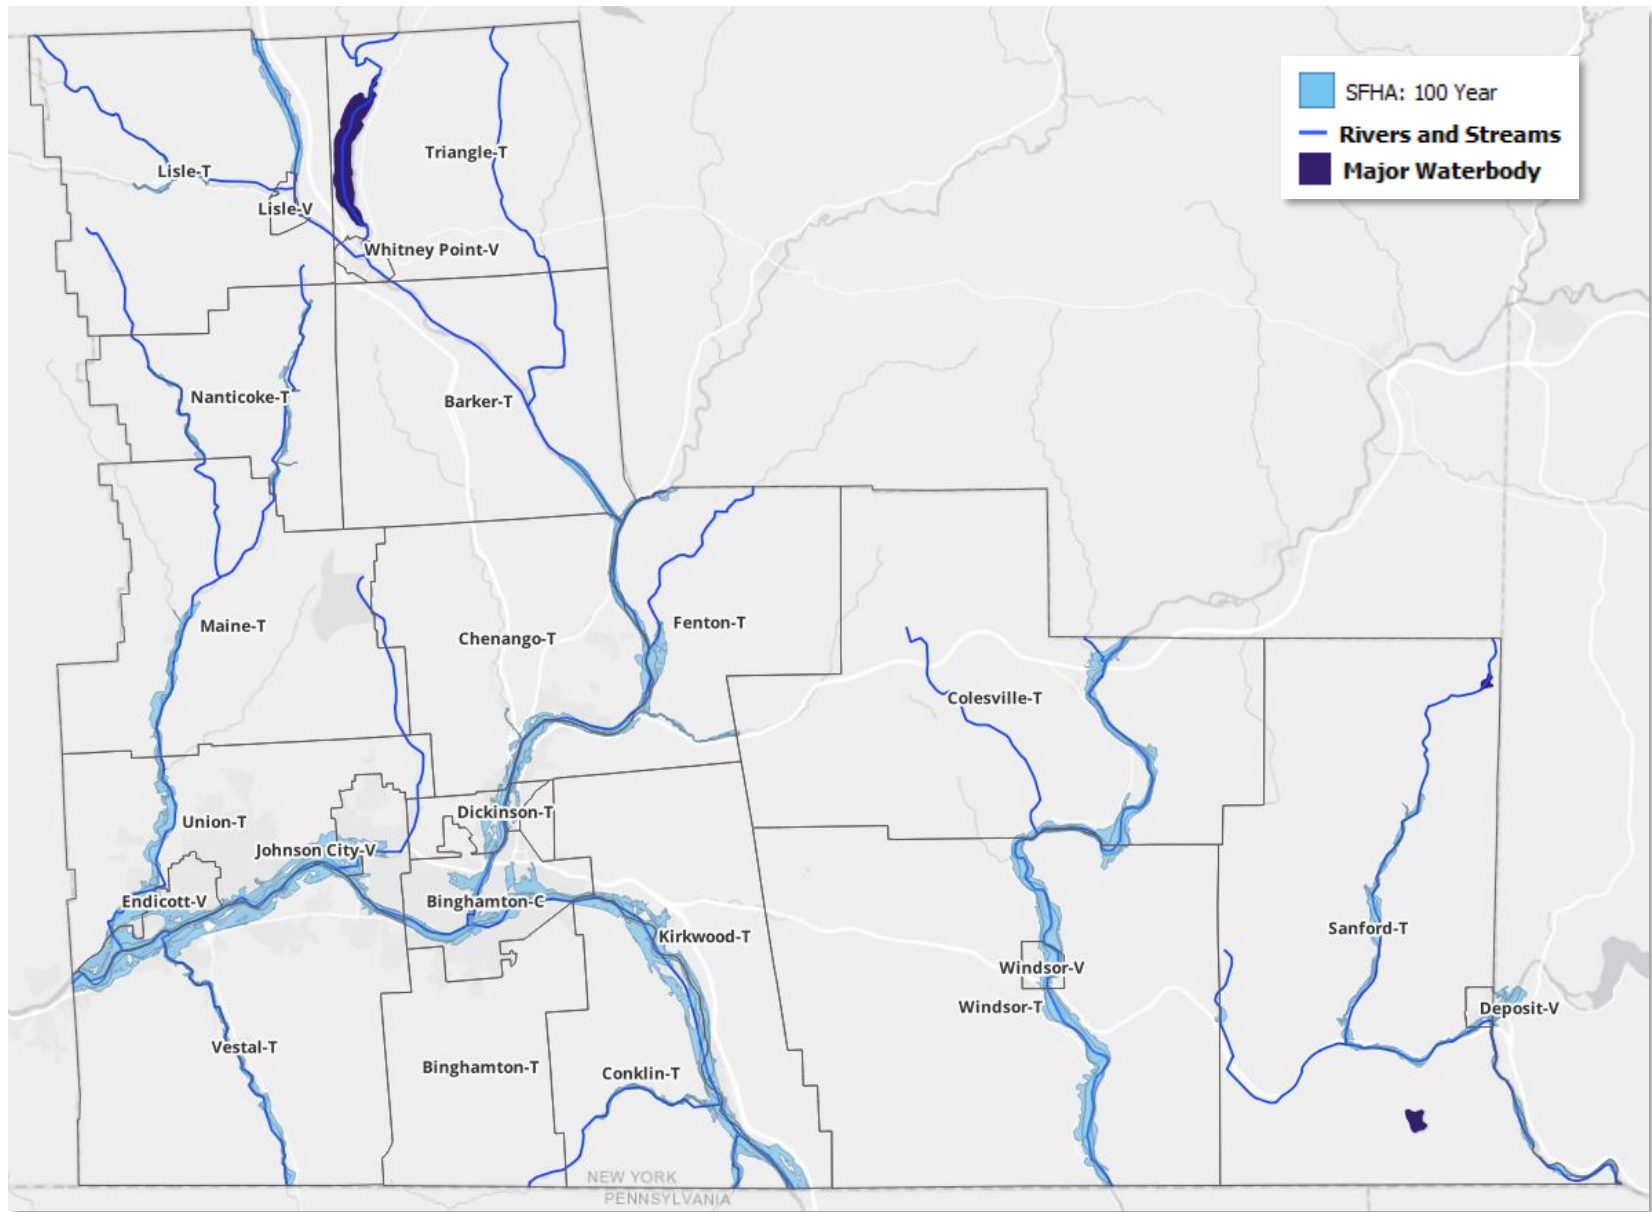 SFHA: 100 Year
Rivers and Streams
Major Waterbody
Triangle-T
Lisle-T
Lisle-V
Whitney Point-V
Nanticoke-T
Barker-T
Maine-T
Chenango-T
Fenton-T
Colesville-T
Union-T
Dickinson-T
Johnson City-V
Endicott-V
Binghamton-C
Kirkwood-T
Sanford-T
Windsor-V
Windsor-T
Deposit-V
Vestal-T
Binghamton-T
Conklin-T
NEW YORK
PENNSYLVANIA